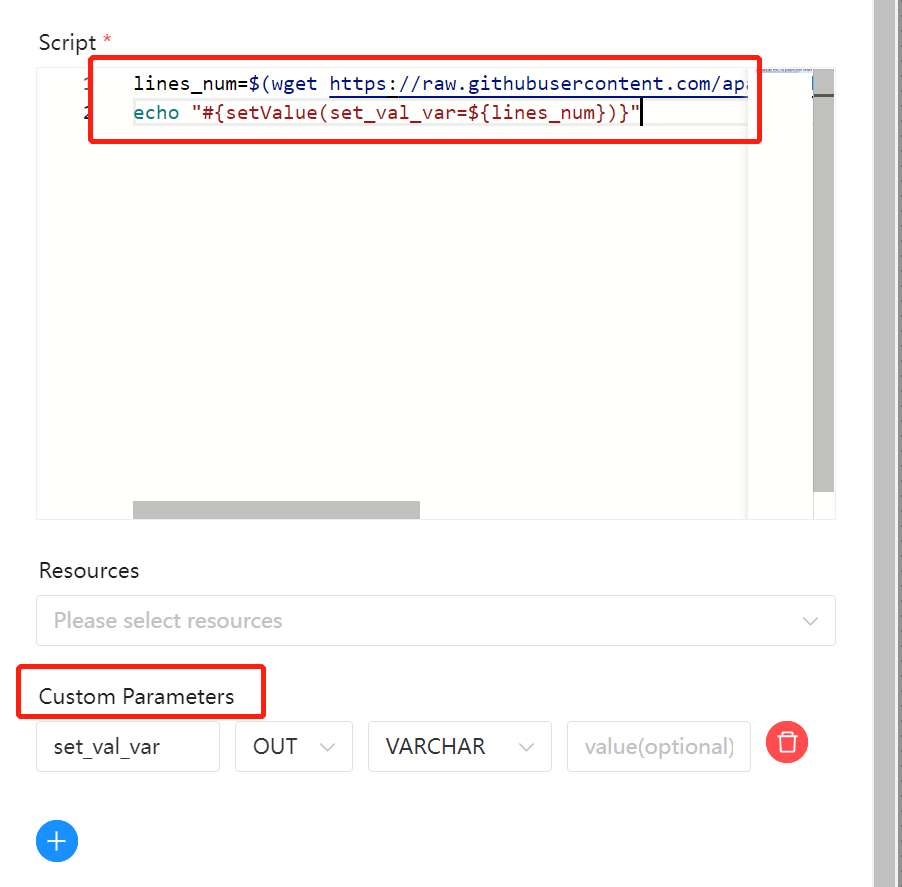 Script *
1 lines_num=$(wget https://raw.githubusercontent.com/apa
2 echo "#{setValue(set_val_var=${lines_num})}"
Resources
Please select resources
Custom Parameters
set_val_var OUT VARCHAR value(optional)